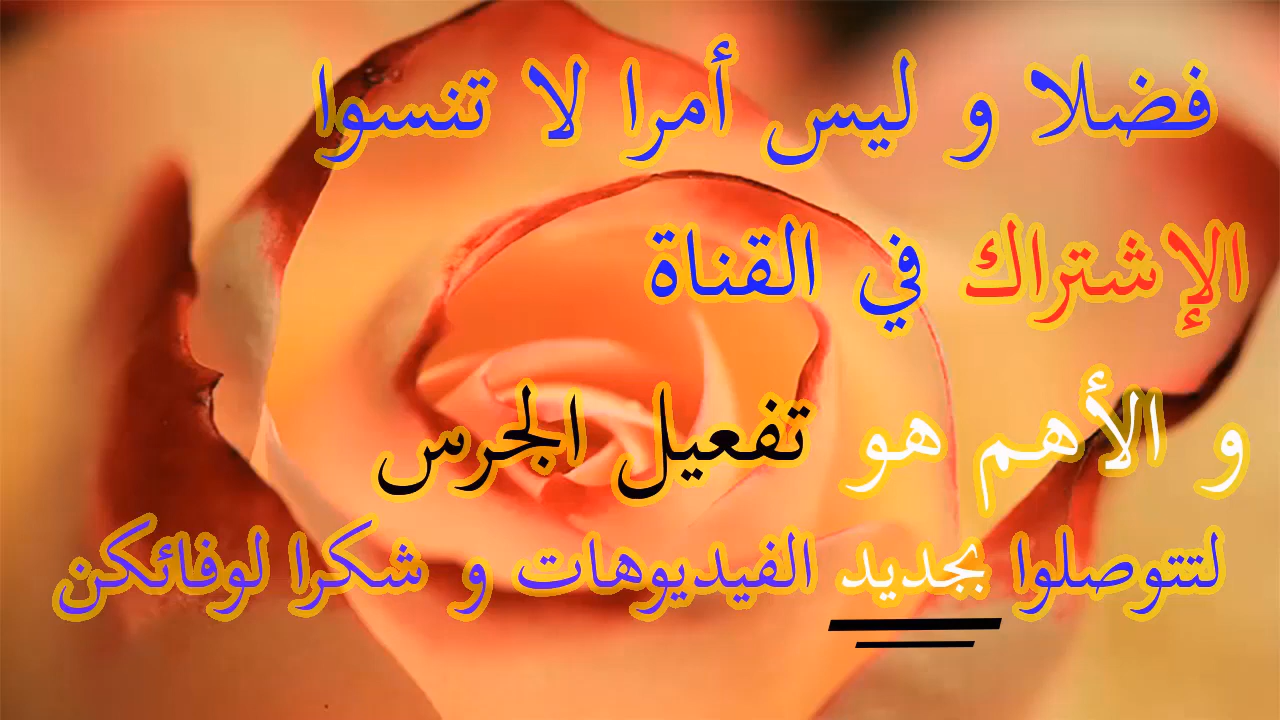 فضلا و ليس أمرا لا تنسوا
الإشتراك في القناة
و الأهم هو تفعيل الجرس
لتتوصلوا بجديد الفيديوهات و شكرا لوفائكن